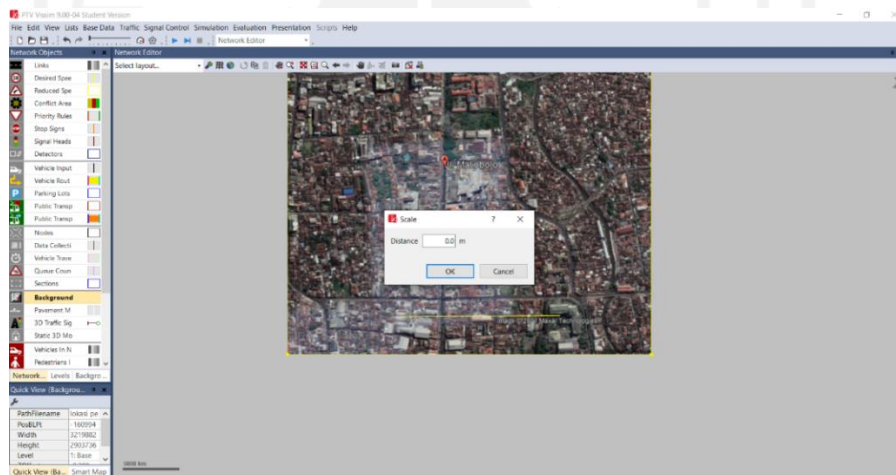 PTV Vissim 9.00-04 Student Version
File Edit View Lists Base Data Traffic Signal Control Simulation Evaluation Presentation Scripts Help
Network Editor
Network Objects
Network Editor
Select layout...
Links
Desired Spee
Reduced Spe
Conflict Area
Priority Rules
Stop Signs
Signal Heads
Detectors
Vehicle Input
Vehicle Rout
Parking Lots
Public Transp
Public Transp
Nodes
Data Collecti
Vehicle Trave
Queue Coun
Sections
Background
Pavement M
3D Traffic Sig
Static 3D Mo
Vehicles In N
Pedestrians I
Network... Levels Backgro...
Scale
Distance 0.0 m
OK Cancel
Quick View (Backgrou...
PathFilename lokasi pe
PosBLPt -160994
Width 3219882
Height 2903736
Level 1: Base
Quick View (Ba... Smart Map